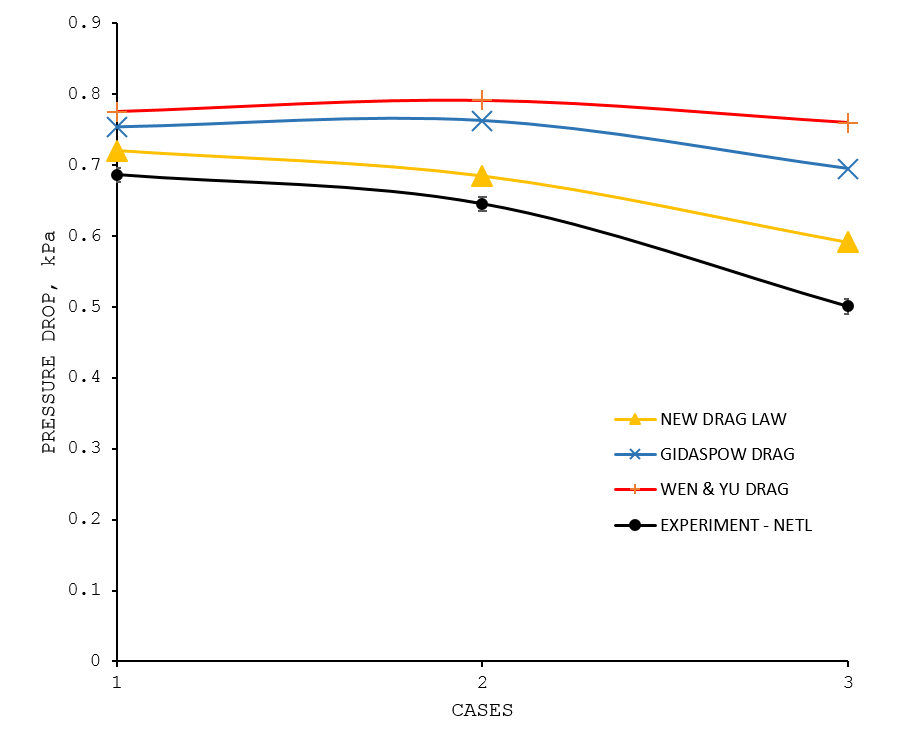 0.9
0.8
0.7
0.6
0.5
0.4
0.3
0.2
0.1
0
PRESSURE DROP, kPa
NEW DRAG LAW
GIDASPOW DRAG
WEN & YU DRAG
EXPERIMENT - NETL
1 2 3
CASES